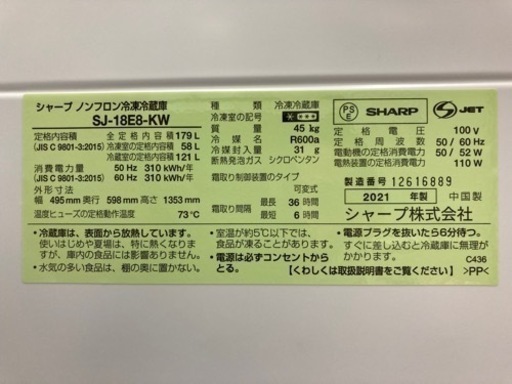 シャープ ノンフロン冷凍冷蔵庫
SJ-18E8-KW
定格内容積 全定格内容積 179 L
(JIS C 9801-3:2015) 冷凍室の定格内容積 58 L
冷蔵室の定格内容積 121 L
消費電力量 50 Hz 310 kWh/年
(JIS C 9801-3:2015) 60 Hz 310 kWh/年
外形寸法
幅 495 mm 奥行 598 mm 高さ 1353 mm
温度ヒューズの定格動作温度 73℃
種類 冷凍冷蔵庫
冷凍室の記号
質量 45 kg
冷媒 R600a
冷媒封入量 31 g
断熱発泡ガス シクロペンタン
霜取り制御装置のタイプ
可変式
霜取り間隔 最長 36 時間
最短 6 時間
PSE SHARP S JET
定格電圧 100 V
定格周波数 50 / 60 Hz
電動機の定格消費電力 50 / 52 W
電熱装置の定格消費電力 110 W
製造番号 12616889
2021 年製 中国製
シャープ株式会社
・冷蔵庫は、表面から放熱しています。
使いはじめや夏場は、特に熱く感じますが、庫内の食品には影響ありません。
・水気の多い食品は、棚の奥に置かない。
・室温が約5℃以下では、食品が凍ることがあります。
・電源は必ずコンセントからとる。
・電源プラグを抜いたら6分待つ。
すぐに差し込むと冷蔵庫に無理がかかります。
【くわしくは取扱説明書をご覧ください】
C436
>PP<